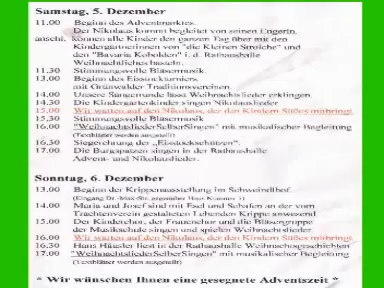 Samstag, 5. Dezember
11.00 Beginn des Adventmarktes.
Der Nikolaus kommt begleitet von seinen Engerln,
anschl. können alle Kinder den ganzen Tag über mit den
Kindergärtnerinnen von "die Kleinen Strolche" und
den "Bavaria Kobolden" i. d. Rathaushalle
Weihnachtliches basteln.
11.30 Stimmungsvolle Bläsermusik.
13.00 Beginn des Eisstockturniers
mit Grünwalder Traditionsvereinen.
14.00 Unsere Sängerrunde lässt Weihnachtslieder erklingen.
14.30 Die Kindergartenkinder singen Nikolauslieder
15.00 Wir warten auf den Nikolaus, der den Kindern Süßes mitbringt.
15.30 Stimmungsvolle Bläsermusik
16.00 "WeihnachtsliederSelberSingen" mit musikalischer Begleitung
(Textblätter werden ausgeteilt)
16.30 Siegerehrung der "Eisstockschützen".
17.00 Die Burgspatzen singen in der Rathaushalle
Advent- und Nikolauslieder.
Sonntag, 6. Dezember
13.00 Beginn der Krippenausstellung im
(Eingang Dr.-Max-Str.
14.00 Maria und Josef sind mit Esel und Schafen an der vom
Trachtenverein gestalteten Lebenden Krippe anwesend.
15.00 Der Kinderchor, der Frauenchor und die Bläsergruppe
der Musikschule singen und spielen Weihnachtslieder
16.00 Wir warten auf den Nikolaus, der den Kindern Süßes mitbringt.
16.30 Hans Häusler liest in der Rathaushalle Weihnachtsgeschichten
17.00 "WeihnachtsliederSelberSingen" mit musikalischer Begleitung
(Textblätter werden ausgeteilt)
* Wir wünschen Ihnen eine gesegnete Adventszeit *